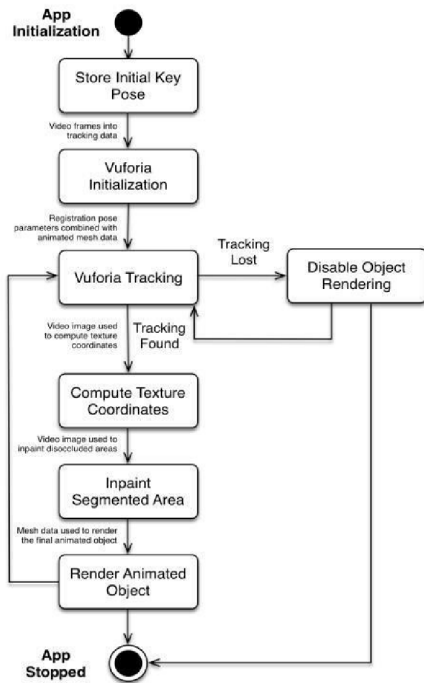 App
Initialization
Store Initial Key
Pose
Video frames into
tracking data
Vuforia
Initialization
Registration pose
parameters combined with
animated mesh data
Tracking
Lost
Vuforia Tracking
Disable Object
Rendering
Video image used
to compute texture
coordinates
Tracking
Found
Compute Texture
Coordinates
Video image used to
inpaint disoccluded areas
Inpaint
Segmented Area
Mesh data used to render
the final animated object
Render Animated
Object
App
Stopped